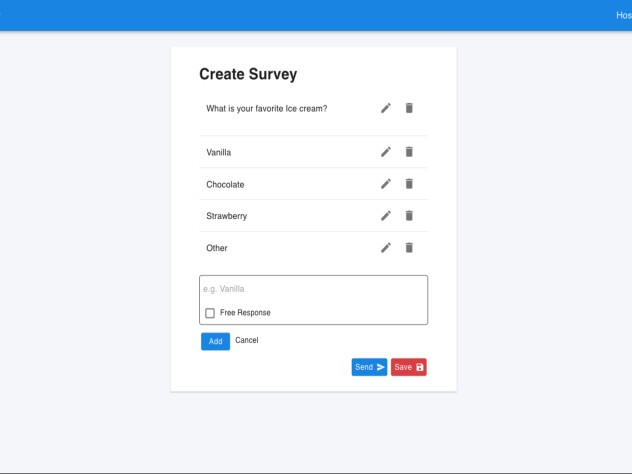 Create Survey
What is your favorite Ice cream?
Vanilla
Chocolate
Strawberry
Other
e.g. Vanilla
Free Response
Add Cancel
Send Save